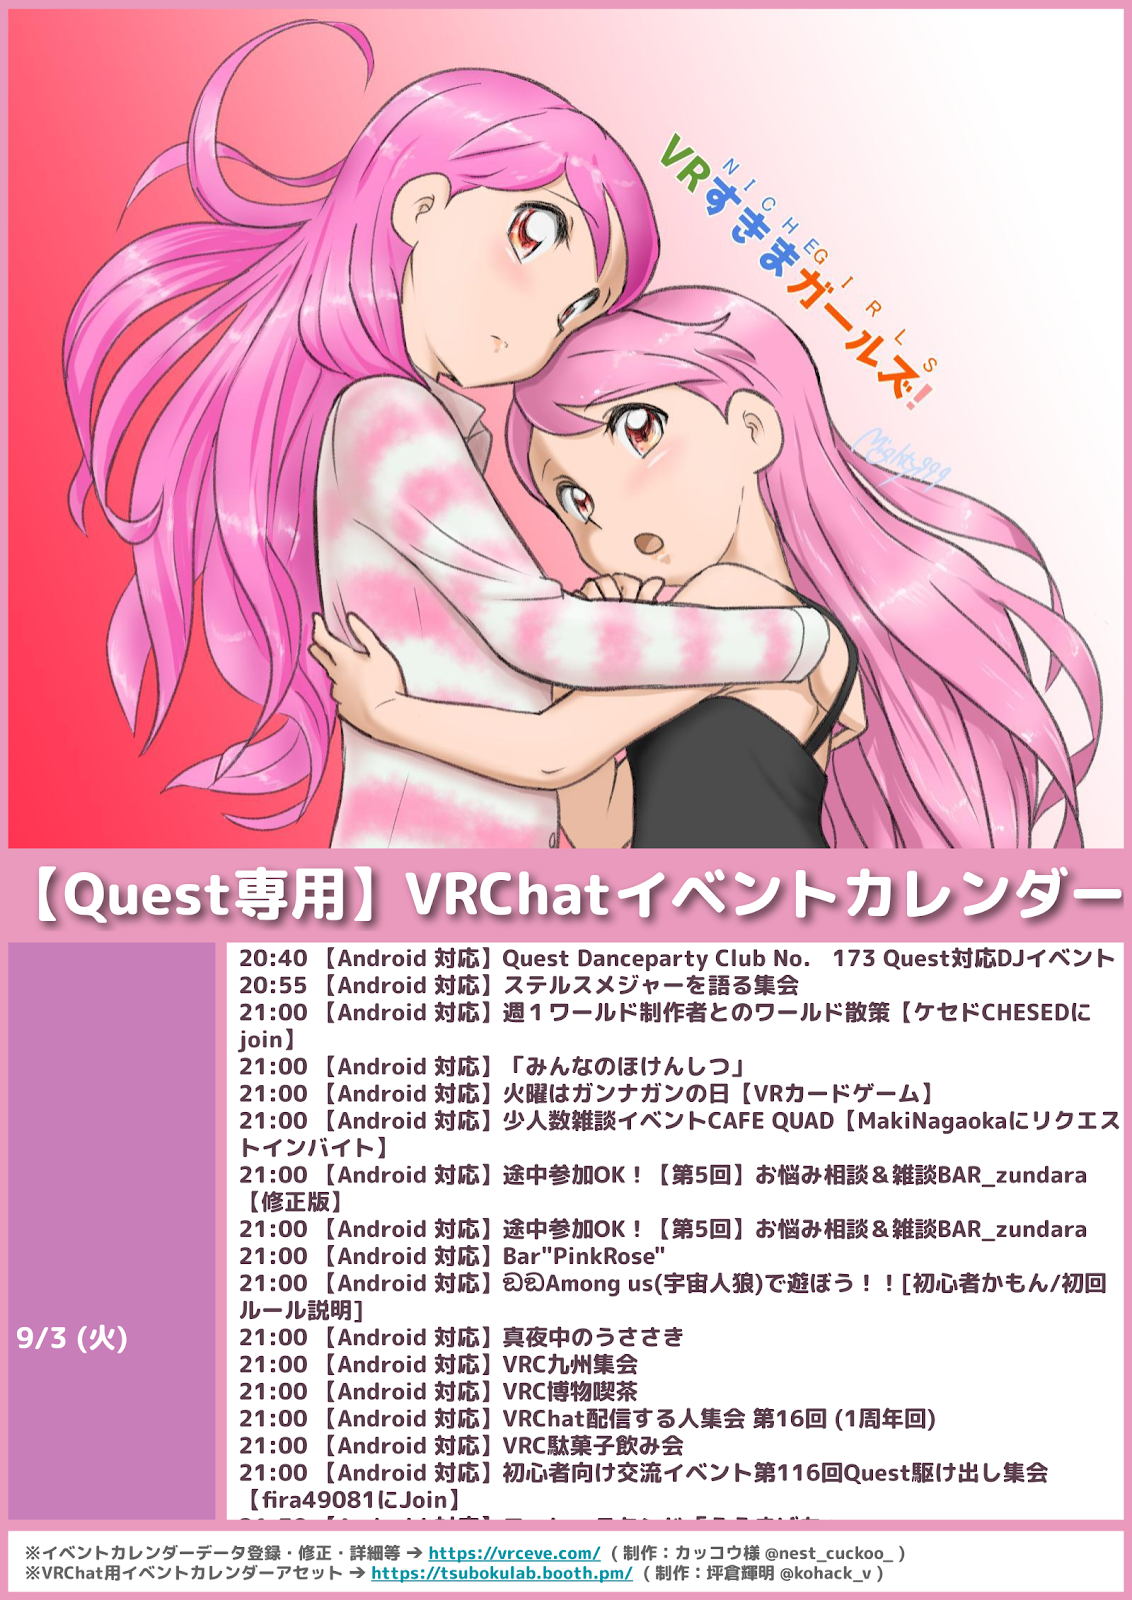 NICHE GIRLS
VRすきまガールズ!
Mighty999
【Quest専用】VRChatイベントカレンダー
9/3 (火)
20:40 【Android 対応】Quest Danceparty Club No. 173 Quest対応DJイベント
20:55 【Android 対応】ステルスメジャーを語る集会
21:00 【Android 対応】週１ワールド制作者とのワールド散策【ケセドCHESEDに
join】
21:00 【Android 対応】「みんなのほけんしつ」
21:00 【Android 対応】火曜はガンナガンの日【VRカードゲーム】
21:00 【Android 対応】少人数雑談イベントCAFE QUAD【MakiNagaokaにリクエス
トインバイト】
21:00 【Android 対応】途中参加OK！【第5回】お悩み相談＆雑談BAR_zundara
【修正版】
21:00 【Android 対応】途中参加OK！【第5回】お悩み相談＆雑談BAR_zundara
21:00 【Android 対応】Bar"PinkRose"
21:00 【Android 対応】ඞඞAmong us(宇宙人狼)で遊ぼう！！[初心者かもん/初回
ルール説明]
21:00 【Android 対応】真夜中のうささき
21:00 【Android 対応】VRC九州集会
21:00 【Android 対応】VRC博物喫茶
21:00 【Android 対応】VRChat配信する人集会 第16回 (1周年回)
21:00 【Android 対応】VRC駄菓子飲み会
21:00 【Android 対応】初心者向け交流イベント第116回Quest駆け出し集会
【fira49081にJoin】
※イベントカレンダーデータ登録・修正・詳細等 → https://vrceve.com/ ( 制作：カッコウ様 @nest_cuckoo_ )
※VRChat用イベントカレンダーアセット → https://tsubokulab.booth.pm/ ( 制作：坪倉輝明 @kohack_v )